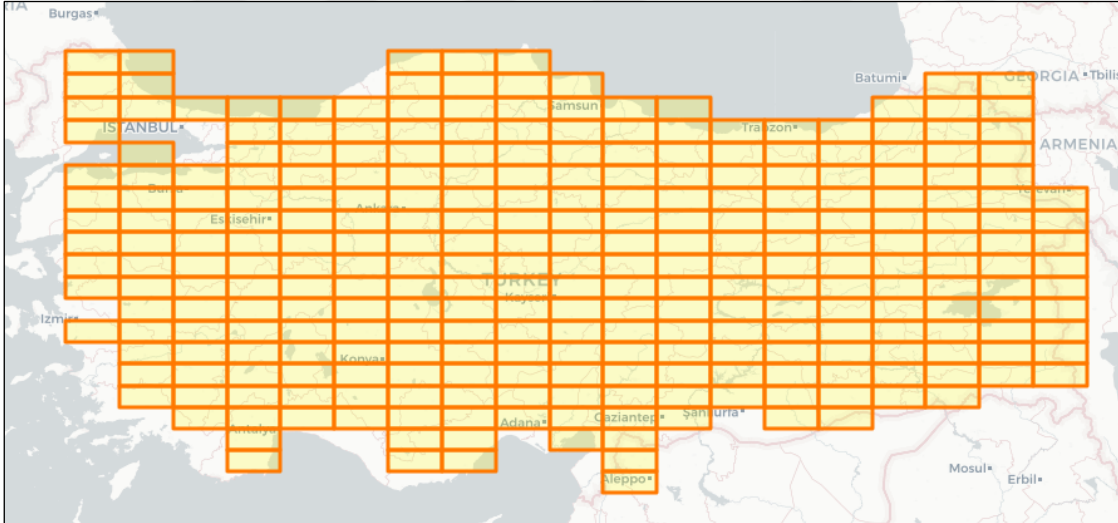 RIA
Burgas
Batumi
GEORGIA
Tbilis
Samsun
ISTANBUL
Trabzon
ARMENIA
Bursa
Yerevan
Ankara
Eskisehir
TURKEY
Kayseri
Izmir
Konya
Adana
Gaziantep
Şanlıurfa
Antalya
Aleppo
Mosul
Erbil